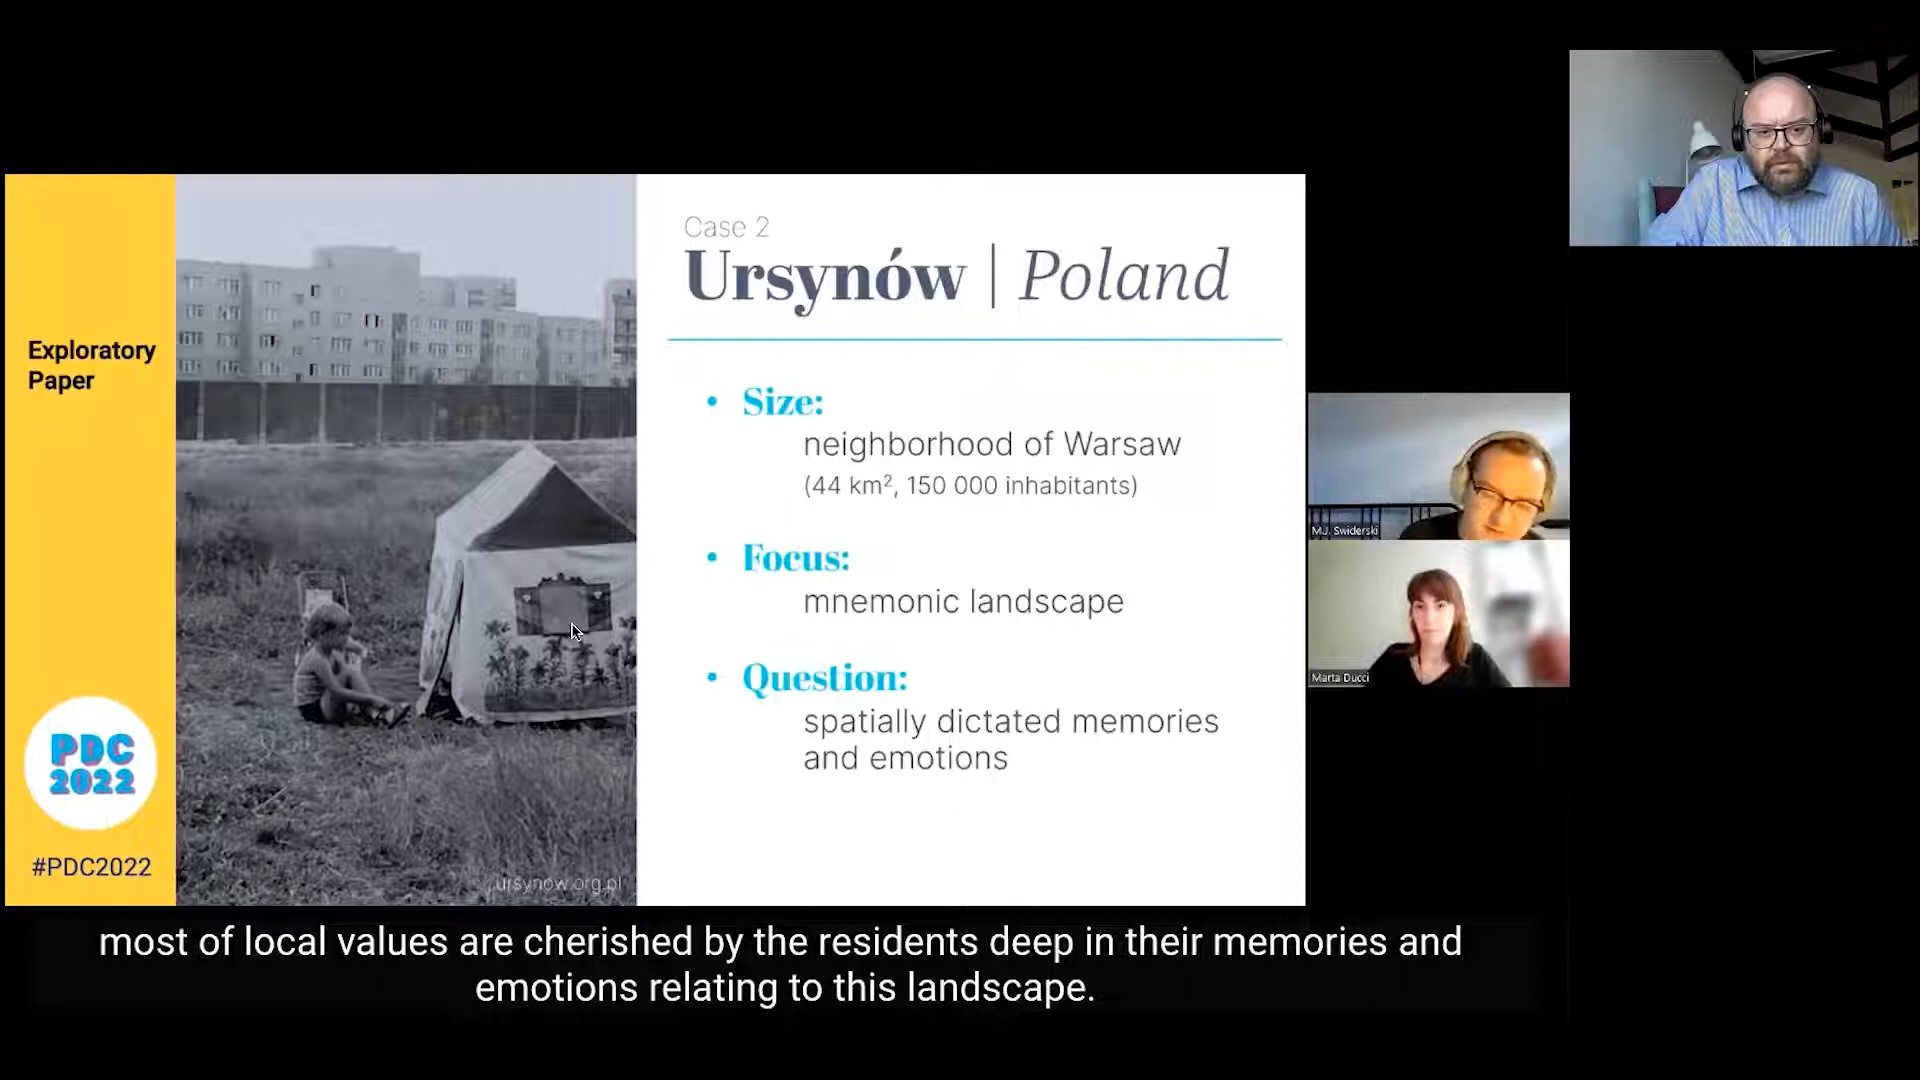 Exploratory
Paper
PDC
2022
#PDC2022
ursynow.org.pl
Case 2
Ursynów | Poland
• Size:
neighborhood of Warsaw
(44 km², 150 000 inhabitants)
• Focus:
mnemonic landscape
• Question:
spatially dictated memories
and emotions
M.J. Swiderski
Marta Ducci
most of local values are cherished by the residents deep in their memories and
emotions relating to this landscape.